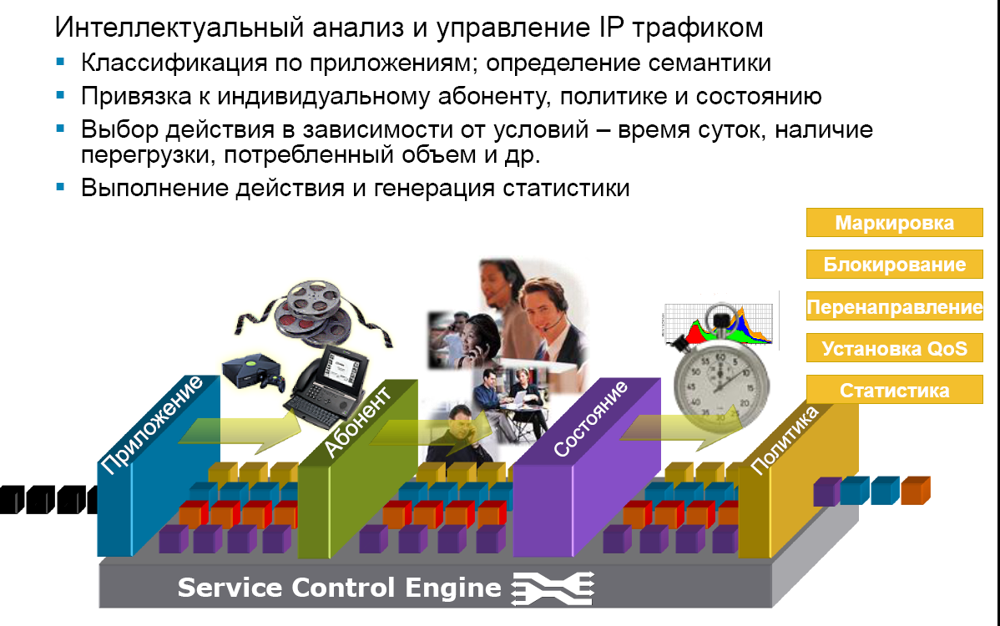 Интеллектуальный анализ и управление IP трафиком
Классификация по приложениям; определение семантики
Привязка к индивидуальному абоненту, политике и состоянию
Выбор действия в зависимости от условий – время суток, наличие
перегрузки, потребленный объем и др.
Выполнение действия и генерация статистики
Маркировка
Блокирование
Перенаправление
Установка QoS
Статистика
Приложение
Абонент
Состояние
Политика
Service Control Engine